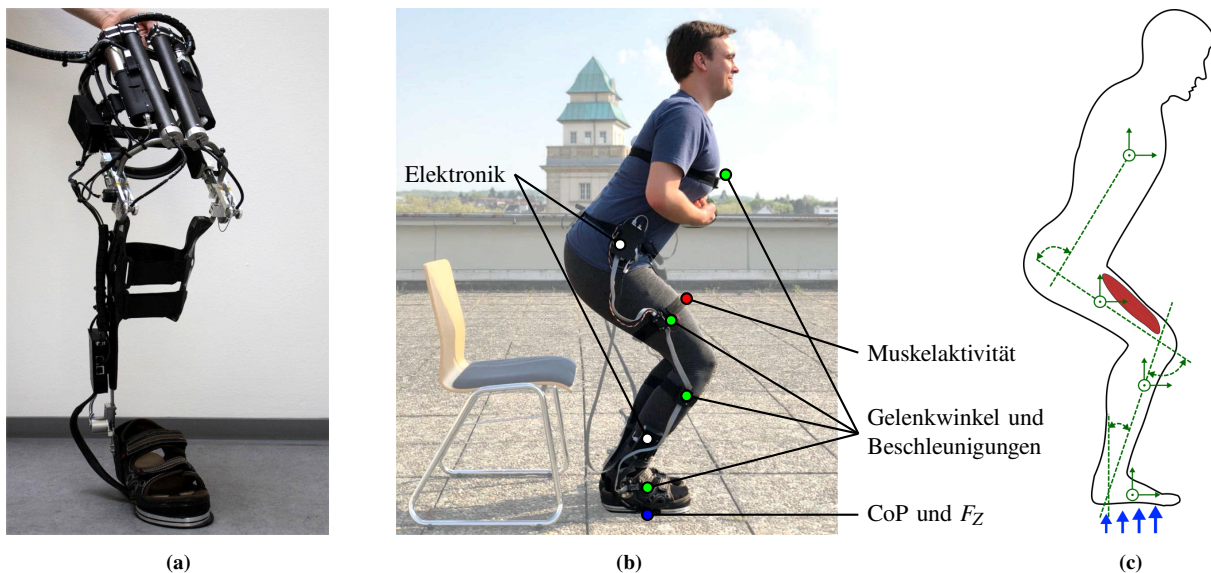 Elektronik
Muskelaktivität
Gelenkwinkel und
Beschleunigungen
CoP und F_Z
(a)
(b)
(c)